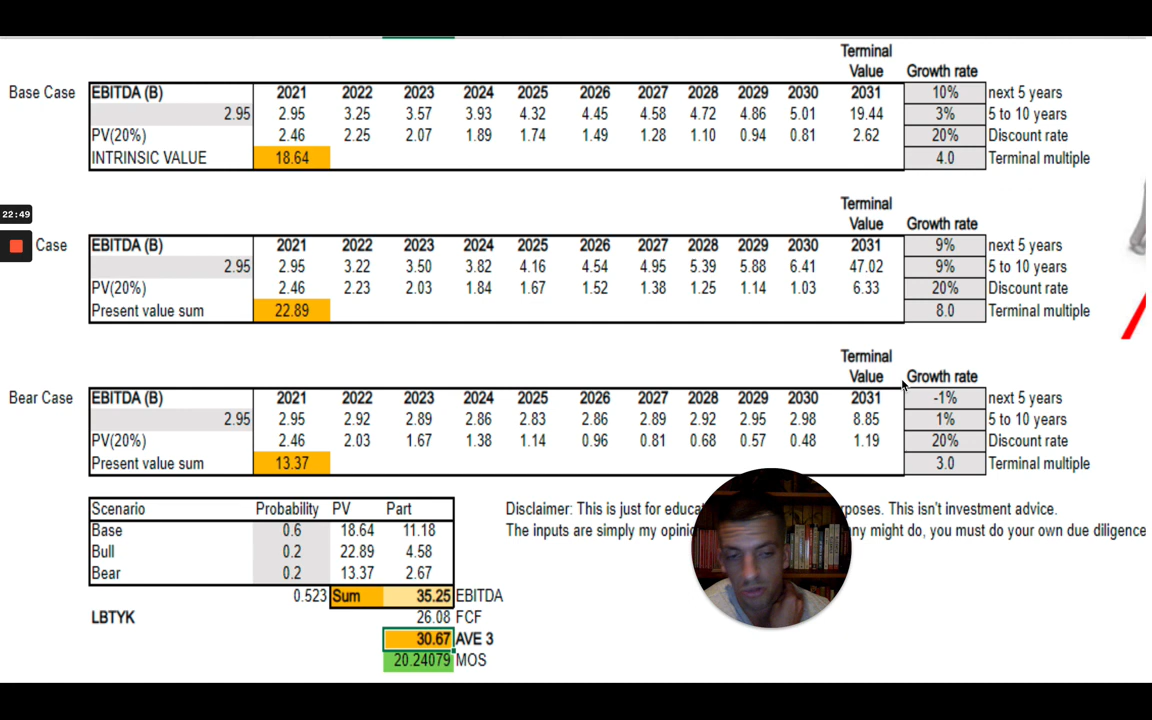 Terminal
Value Growth rate
Base Case EBITDA (B) 2021 2022 2023 2024 2025 2026 2027 2028 2029 2030 2031 10% next 5 years
2.95 2.95 3.25 3.57 3.93 4.32 4.45 4.58 4.72 4.86 5.01 19.44 3% 5 to 10 years
PV(20%) 2.46 2.25 2.07 1.89 1.74 1.49 1.28 1.10 0.94 0.81 2.62 20% Discount rate
INTRINSIC VALUE 18.64 4.0 Terminal multiple
Terminal
Value Growth rate
22:49
Case EBITDA (B) 2021 2022 2023 2024 2025 2026 2027 2028 2029 2030 2031 9% next 5 years
2.95 2.95 3.22 3.50 3.82 4.16 4.54 4.95 5.39 5.88 6.41 47.02 9% 5 to 10 years
PV(20%) 2.46 2.23 2.03 1.84 1.67 1.52 1.38 1.25 1.14 1.03 6.33 20% Discount rate
Present value sum 22.89 8.0 Terminal multiple
Terminal
Value Growth rate
Bear Case EBITDA (B) 2021 2022 2023 2024 2025 2026 2027 2028 2029 2030 2031 -1% next 5 years
2.95 2.95 2.92 2.89 2.86 2.83 2.86 2.89 2.92 2.95 2.98 8.85 1% 5 to 10 years
PV(20%) 2.46 2.03 1.67 1.38 1.14 0.96 0.81 0.68 0.57 0.48 1.19 20% Discount rate
Present value sum 13.37 3.0 Terminal multiple
Scenario Probability PV Part
Base 0.6 18.64 11.18
Bull 0.2 22.89 4.58
Bear 0.2 13.37 2.67
0.523 Sum 35.25 EBITDA
LBTYK 26.08 FCF
30.67 AVE 3
20.24079 MOS
Disclaimer: This is just for educa rposes. This isn't investment advice.
The inputs are simply my opinio any might do, you must do your own due diligence